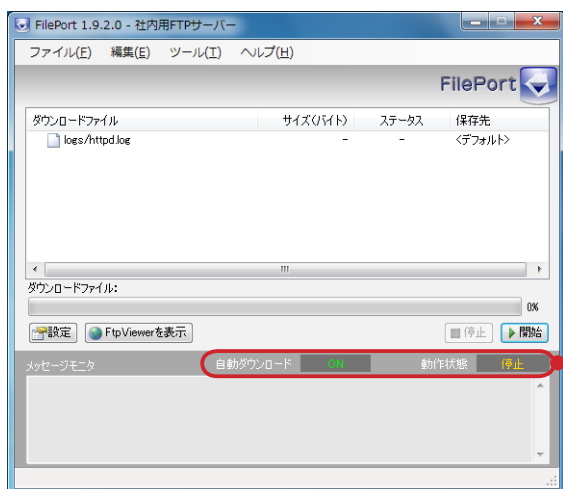 FilePort 1.9.2.0 - 社内用FTPサーバー
ファイル(F) 編集(E) ツール(T) ヘルプ(H)
FilePort
ダウンロードファイル サイズ(バイト) ステータス 保存先
logs/httpd.log - - <デフォルト>
ダウンロードファイル:
0%
設定 FtpViewerを表示 停止 開始
メッセージモニタ 自動ダウンロード ON 動作状態 停止